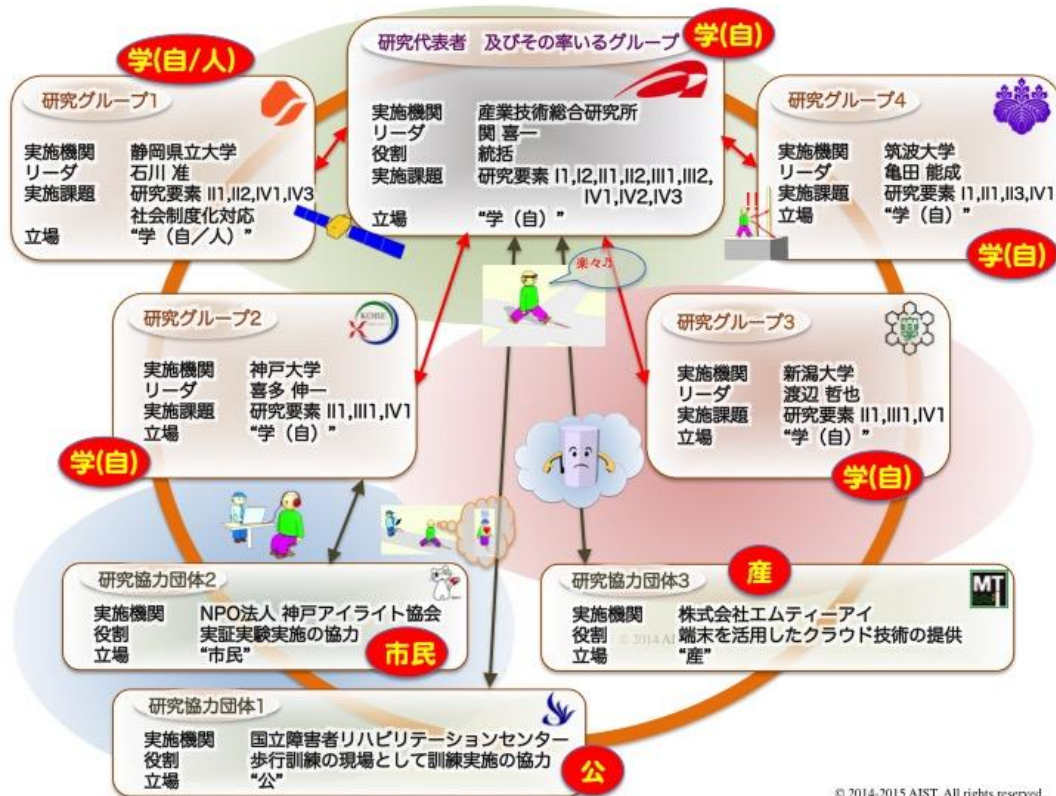 研究代表者　及びその率いるグループ
学(自)
実施機関　産業技術総合研究所
リーダ　関 喜一
役割　統括
実施課題　研究要素 I1,I2,II1,II2,III1,III2,
IV1,IV2,IV3
立場　“学（自）”
学(自/人)
研究グループ1
実施機関　静岡県立大学
リーダ　石川 准
実施課題　研究要素 II1,II2,IV1,IV3
社会制度化対応
立場　“学（自／人）”
研究グループ4
実施機関　筑波大学
リーダ　亀田 能成
実施課題　研究要素 I1,II1,II3,IV1
立場　“学（自）”
学(自)
!!
楽々♪
研究グループ2
KOBE
実施機関　神戸大学
リーダ　喜多 伸一
実施課題　研究要素 II1,III1,IV1
立場　“学（自）”
学(自)
研究グループ3
実施機関　新潟大学
リーダ　渡辺 哲也
実施課題　研究要素 II1,III1,IV1
立場　“学（自）”
学(自)
研究協力団体2
実施機関　NPO法人 神戸アイライト協会
役割　実証実験実施の協力
立場　“市民”
市民
研究協力団体3
産
MT
実施機関　株式会社エムティーアイ
役割　端末を活用したクラウド技術の提供
立場　“産”
研究協力団体1
実施機関　国立障害者リハビリテーションセンター
役割　歩行訓練の現場として訓練実施の協力
立場　“公”
公
© 2014-2015 AIST. All rights reserved.